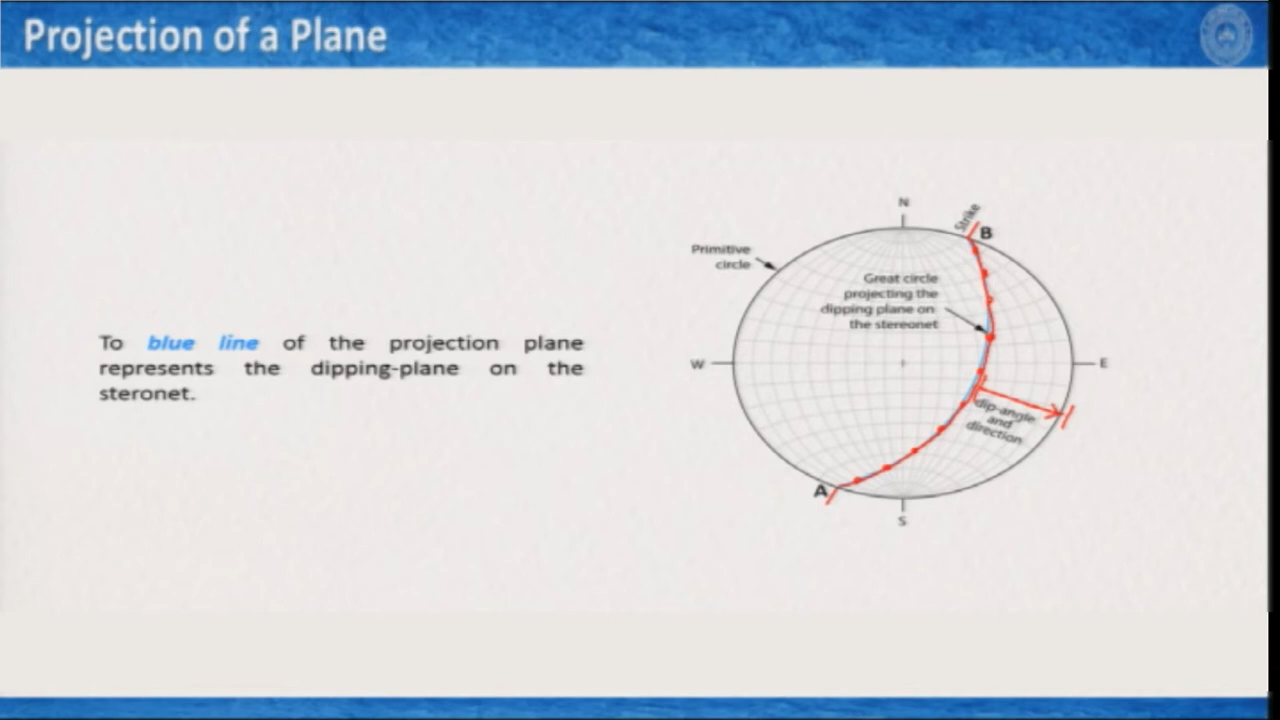 Projection of a Plane
To blue line of the projection plane
represents the dipping-plane on the
steronet.
N
Strike
B
Primitive
circle
Great circle
projecting the
dipping plane on
the stereonet
W
E
dip-angle
and
direction
A
S